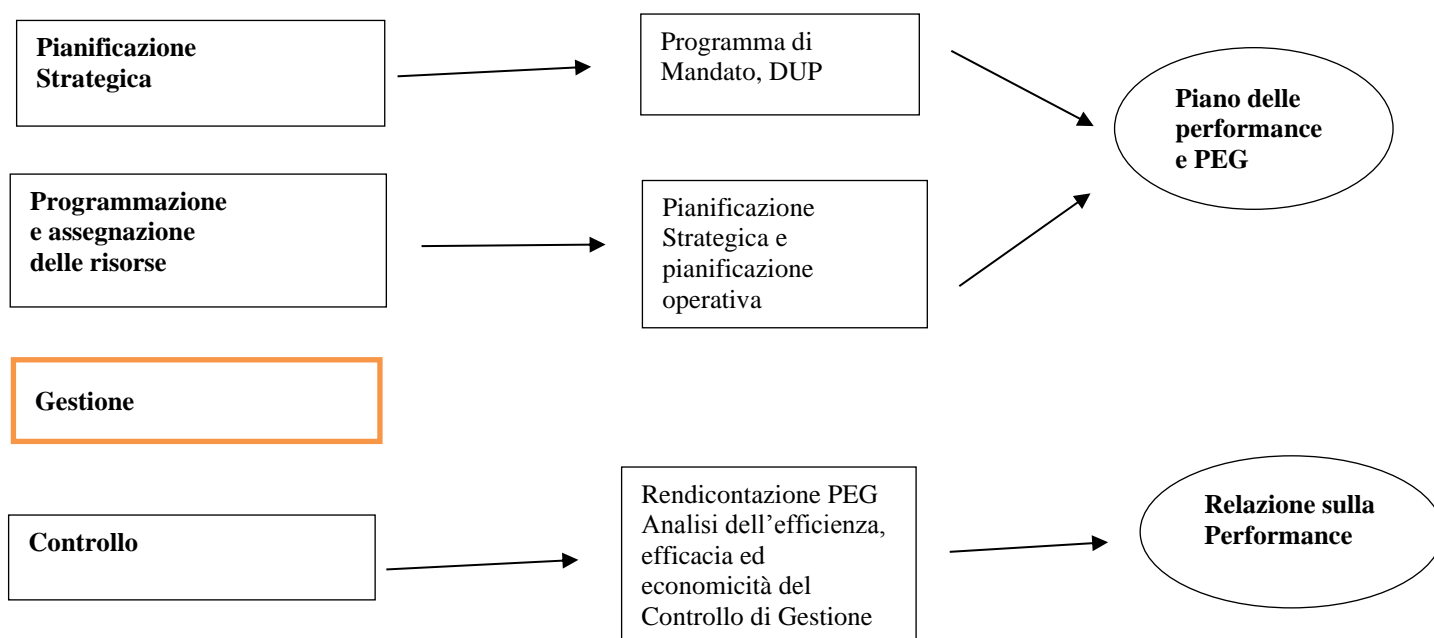 Pianificazione
Strategica
Programma di
Mandato, DUP
Piano delle
performance
e PEG
Programmazione
e assegnazione
delle risorse
Pianificazione
Strategica e
pianificazione
operativa
Gestione
Controllo
Rendicontazione PEG
Analisi dell’efficienza,
efficacia ed
economicità del
Controllo di Gestione
Relazione sulla
Performance